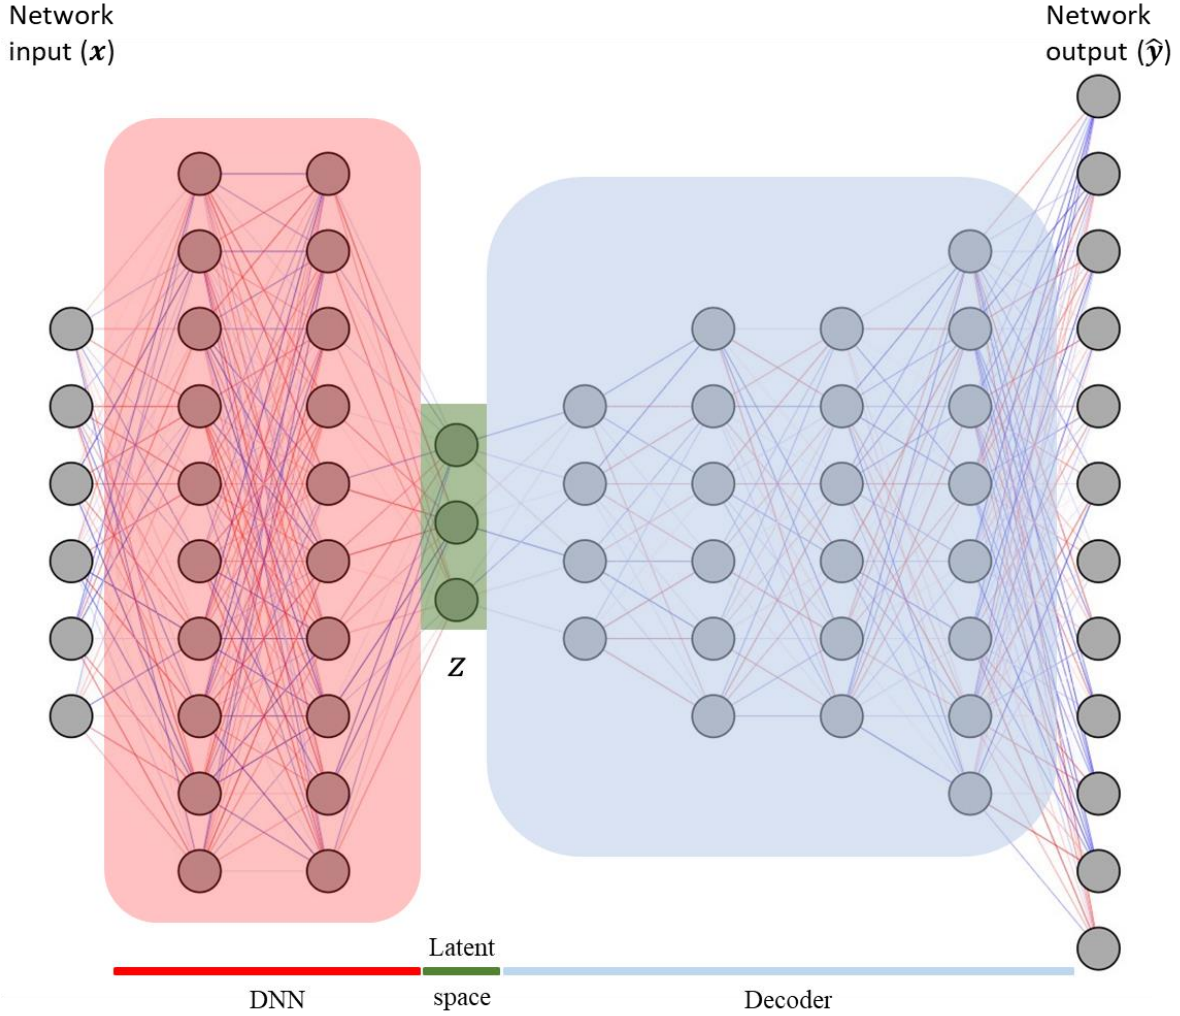 Network
input (x)
Network
output (ŷ)
z
Latent
space
DNN
Decoder